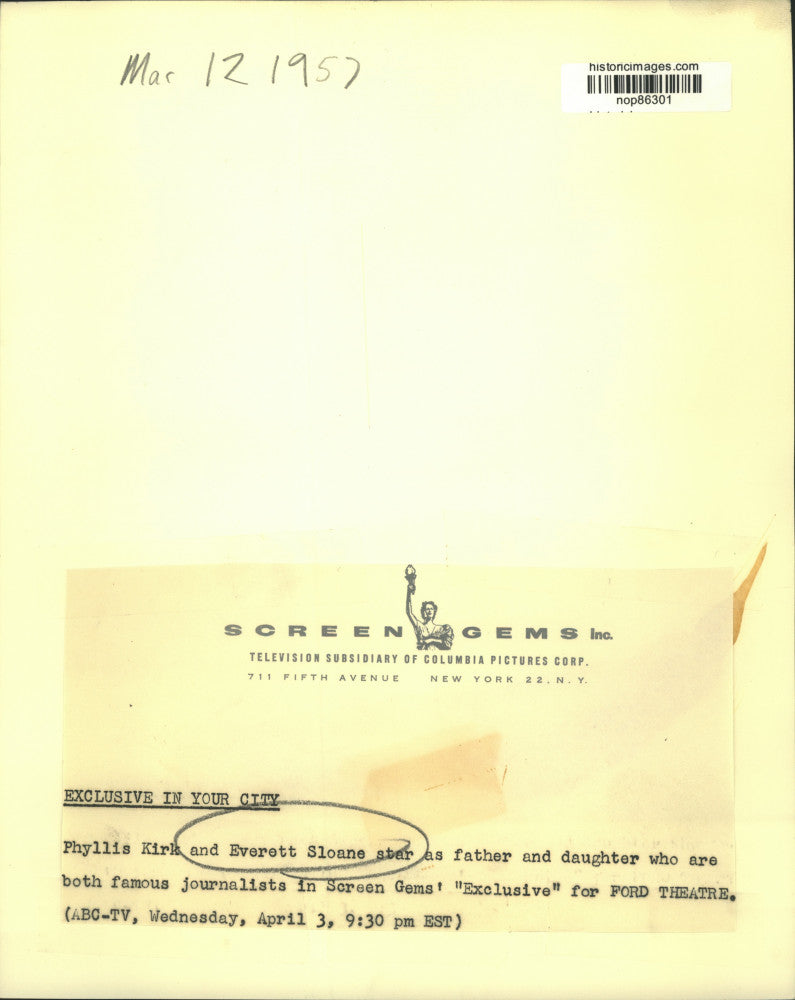 Mar 12 1957
historicimages.com
nop86301
SCREEN GEMS Inc.
TELEVISION SUBSIDIARY OF COLUMBIA PICTURES CORP.
711 FIFTH AVENUE NEW YORK 22, N. Y.
EXCLUSIVE IN YOUR CITY
Phyllis Kirk and Everett Sloane star as father and daughter who are
both famous journalists in Screen Gems' "Exclusive" for FORD THEATRE.
(ABC-TV, Wednesday, April 3, 9:30 pm EST)